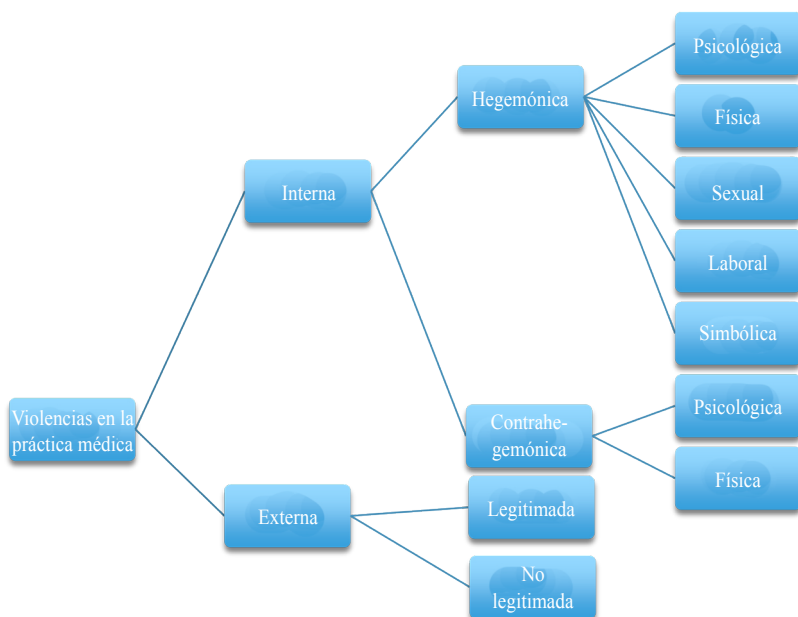 Psicológica
Hegemónica
Física
Interna
Sexual
Laboral
Simbólica
Violencias en la
práctica médica
Contrahe-
gemónica
Psicológica
Física
Externa
Legitimada
No
legitimada